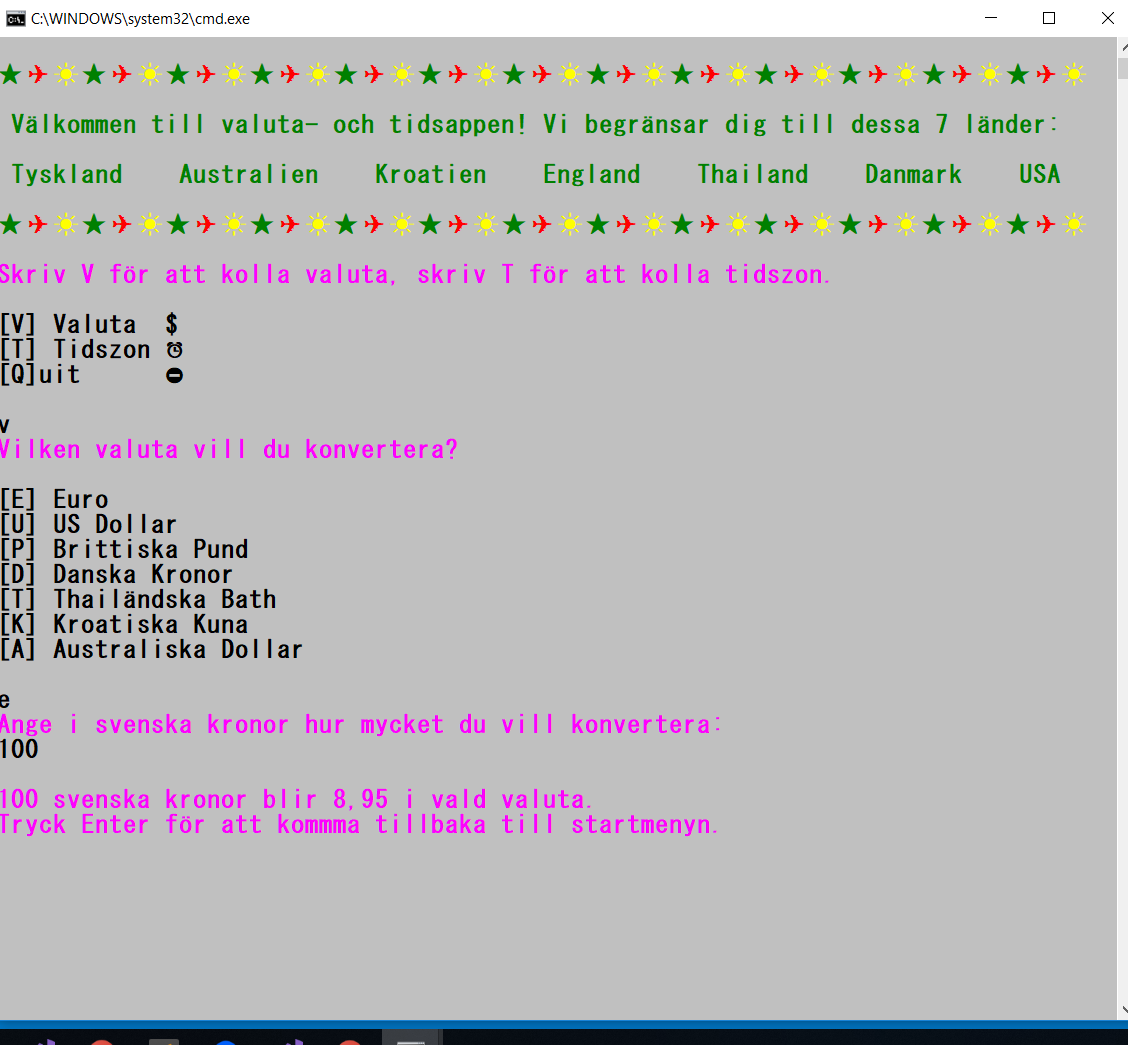 C:\WINDOWS\system32\cmd.exe
★✈☀★✈☀★✈☀★✈☀★✈☀★✈☀★✈☀★✈☀★✈☀★✈☀★✈☀★✈☀★✈☀
Välkommen till valuta- och tidsappen! Vi begränsar dig till dessa 7 länder:
Tyskland Australien Kroatien England Thailand Danmark USA
★✈☀★✈☀★✈☀★✈☀★✈☀★✈☀★✈☀★✈☀★✈☀★✈☀★✈☀★✈☀★✈☀
Skriv V för att kolla valuta, skriv T för att kolla tidszon.
[V] Valuta $
[T] Tidszon ⏰
[Q]uit ⛔
v
Vilken valuta vill du konvertera?
[E] Euro
[U] US Dollar
[P] Brittiska Pund
[D] Danska Kronor
[T] Thailändska Bath
[K] Kroatiska Kuna
[A] Australiska Dollar
e
Ange i svenska kronor hur mycket du vill konvertera:
100
100 svenska kronor blir 8,95 i vald valuta.
Tryck Enter för att kommma tillbaka till startmenyn.